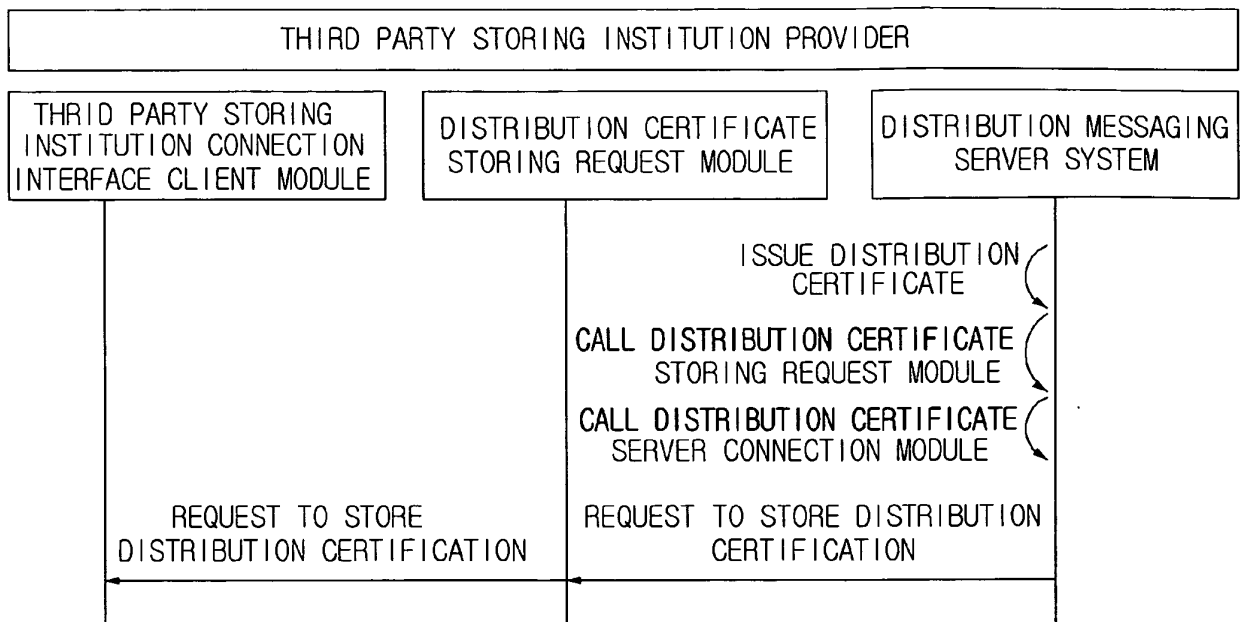 THIRD PARTY STORING INSTITUTION PROVIDER
THRID PARTY STORING
INSTITUTION CONNECTION
INTERFACE CLIENT MODULE
DISTRIBUTION CERTIFICATE
STORING REQUEST MODULE
DISTRIBUTION MESSAGING
SERVER SYSTEM
ISSUE DISTRIBUTION
CERTIFICATE
CALL DISTRIBUTION CERTIFICATE
STORING REQUEST MODULE
CALL DISTRIBUTION CERTIFICATE
SERVER CONNECTION MODULE
REQUEST TO STORE
DISTRIBUTION CERTIFICATION
REQUEST TO STORE DISTRIBUTION
CERTIFICATION